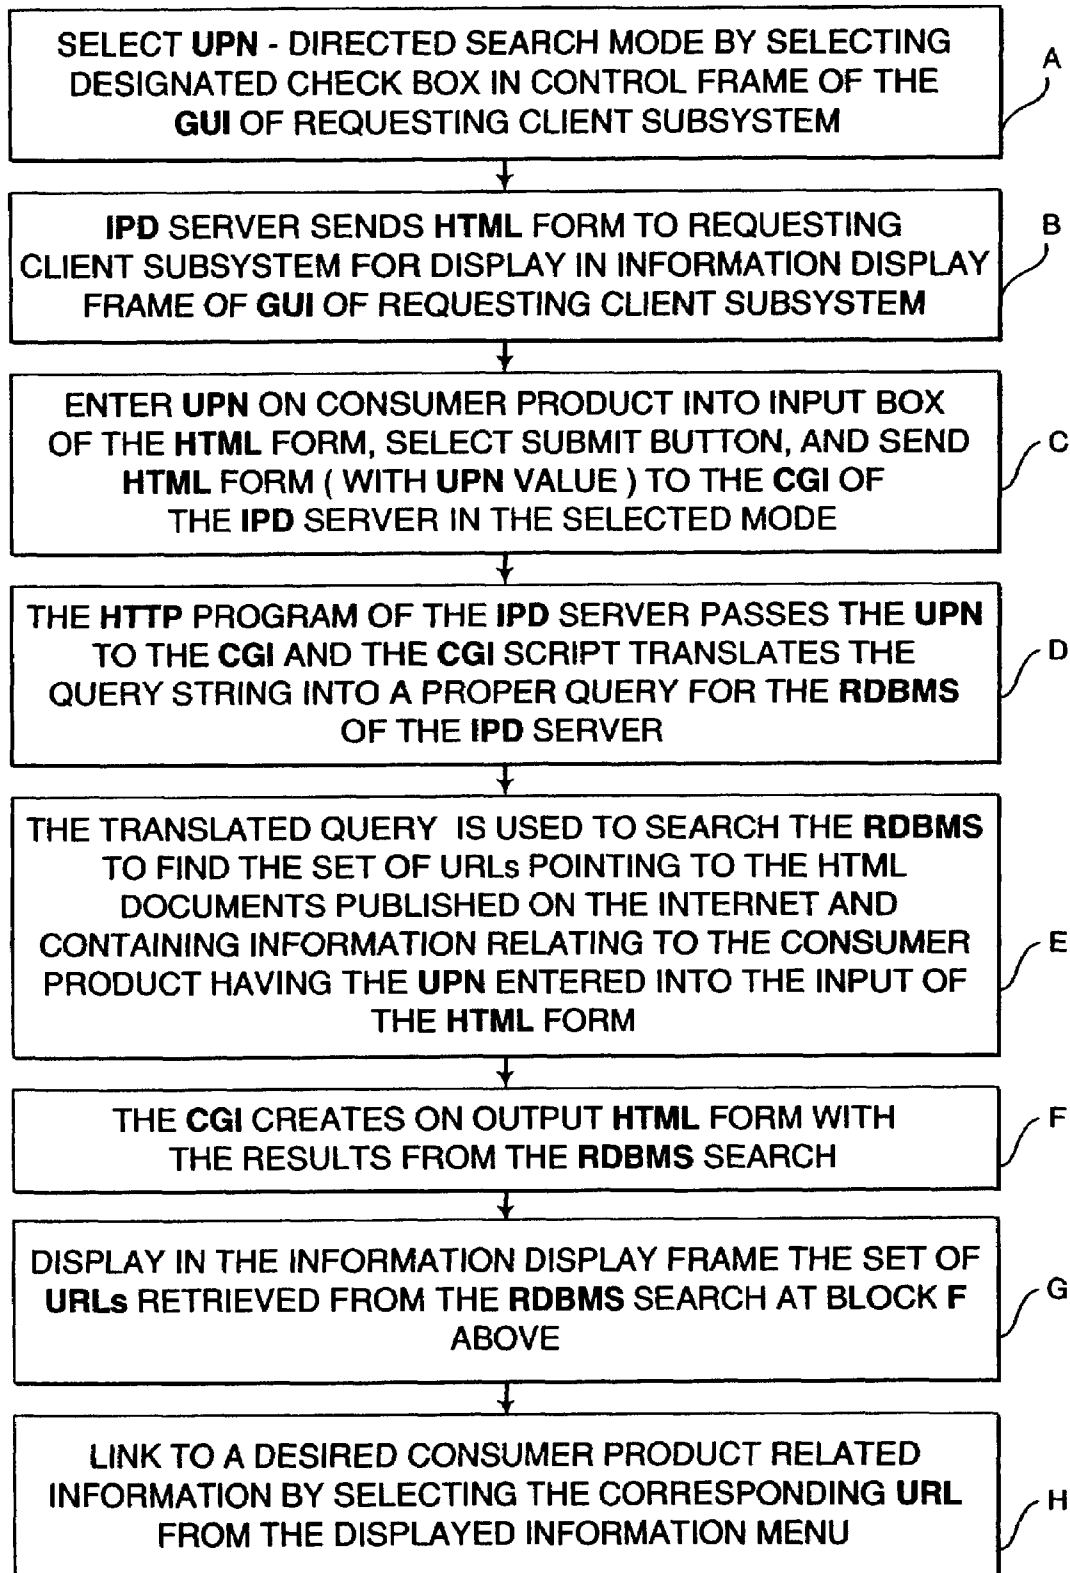 SELECT UPN - DIRECTED SEARCH MODE BY SELECTING
DESIGNATED CHECK BOX IN CONTROL FRAME OF THE
GUI OF REQUESTING CLIENT SUBSYSTEM
A
IPD SERVER SENDS HTML FORM TO REQUESTING
CLIENT SUBSYSTEM FOR DISPLAY IN INFORMATION DISPLAY
FRAME OF GUI OF REQUESTING CLIENT SUBSYSTEM
B
ENTER UPN ON CONSUMER PRODUCT INTO INPUT BOX
OF THE HTML FORM, SELECT SUBMIT BUTTON, AND SEND
HTML FORM ( WITH UPN VALUE ) TO THE CGI OF
THE IPD SERVER IN THE SELECTED MODE
C
THE HTTP PROGRAM OF THE IPD SERVER PASSES THE UPN
TO THE CGI AND THE CGI SCRIPT TRANSLATES THE
QUERY STRING INTO A PROPER QUERY FOR THE RDBMS
OF THE IPD SERVER
D
THE TRANSLATED QUERY IS USED TO SEARCH THE RDBMS
TO FIND THE SET OF URLs POINTING TO THE HTML
DOCUMENTS PUBLISHED ON THE INTERNET AND
CONTAINING INFORMATION RELATING TO THE CONSUMER
PRODUCT HAVING THE UPN ENTERED INTO THE INPUT OF
THE HTML FORM
E
THE CGI CREATES ON OUTPUT HTML FORM WITH
THE RESULTS FROM THE RDBMS SEARCH
F
DISPLAY IN THE INFORMATION DISPLAY FRAME THE SET OF
URLs RETRIEVED FROM THE RDBMS SEARCH AT BLOCK F
ABOVE
G
LINK TO A DESIRED CONSUMER PRODUCT RELATED
INFORMATION BY SELECTING THE CORRESPONDING URL
FROM THE DISPLAYED INFORMATION MENU
H